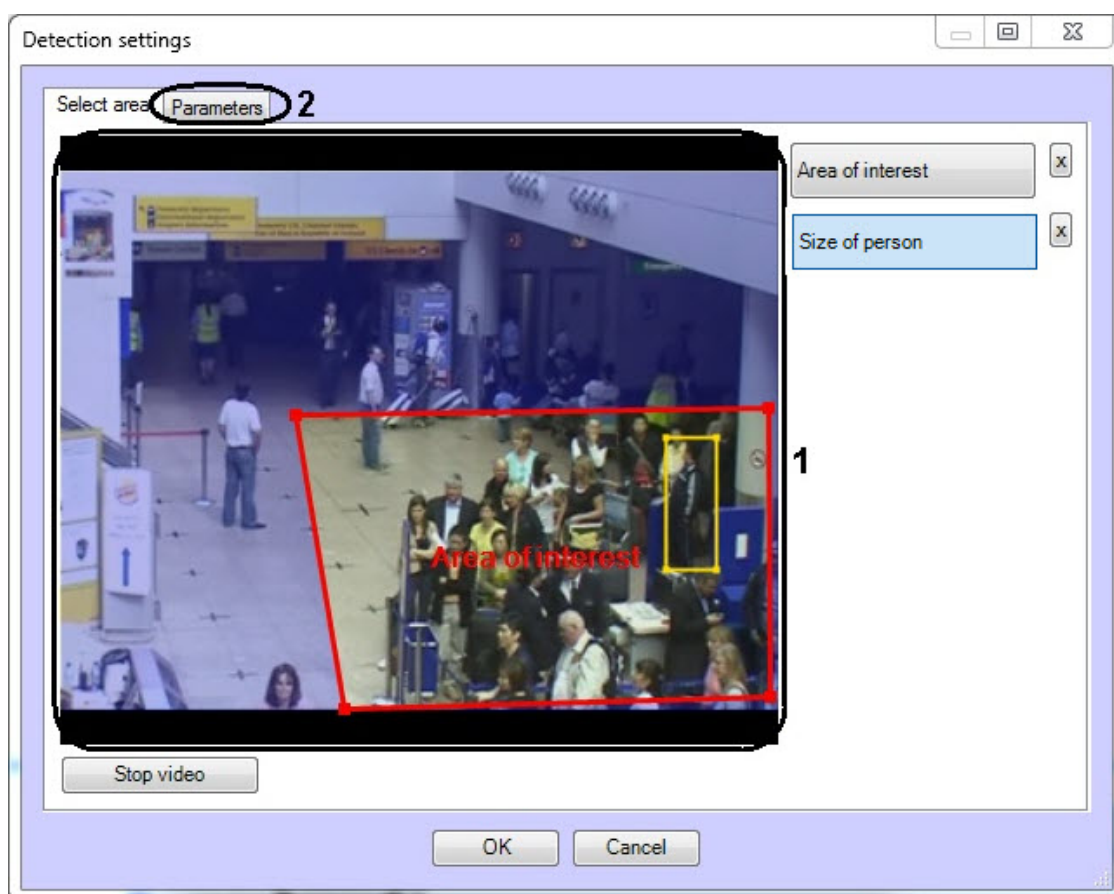 Detection settings
Select area
Parameters
2
Area of interest
x
Size of person
x
1
Area of interest
Stop video
OK
Cancel